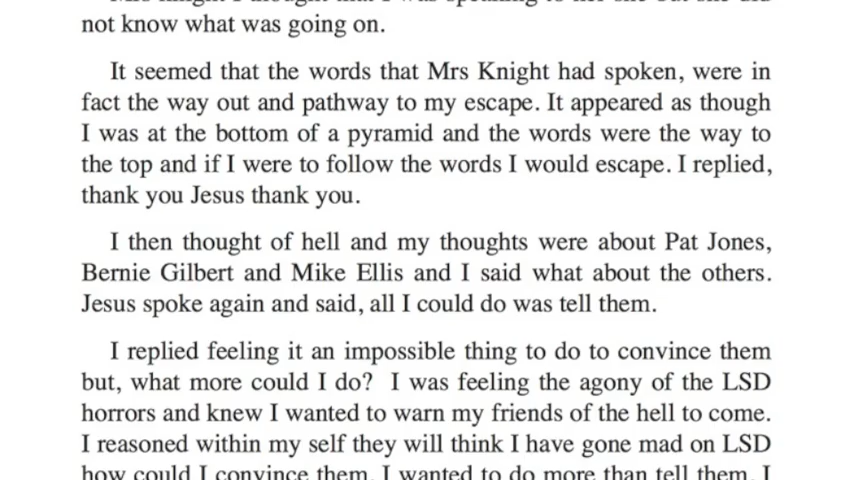 not know what was going on.
It seemed that the words that Mrs Knight had spoken, were in
fact the way out and pathway to my escape. It appeared as though
I was at the bottom of a pyramid and the words were the way to
the top and if I were to follow the words I would escape. I replied,
thank you Jesus thank you.
I then thought of hell and my thoughts were about Pat Jones,
Bernie Gilbert and Mike Ellis and I said what about the others.
Jesus spoke again and said, all I could do was tell them.
I replied feeling it an impossible thing to do to convince them
but, what more could I do? I was feeling the agony of the LSD
horrors and knew I wanted to warn my friends of the hell to come.
I reasoned within my self they will think I have gone mad on LSD
how could I convince them. I wanted to do more than tell them. I